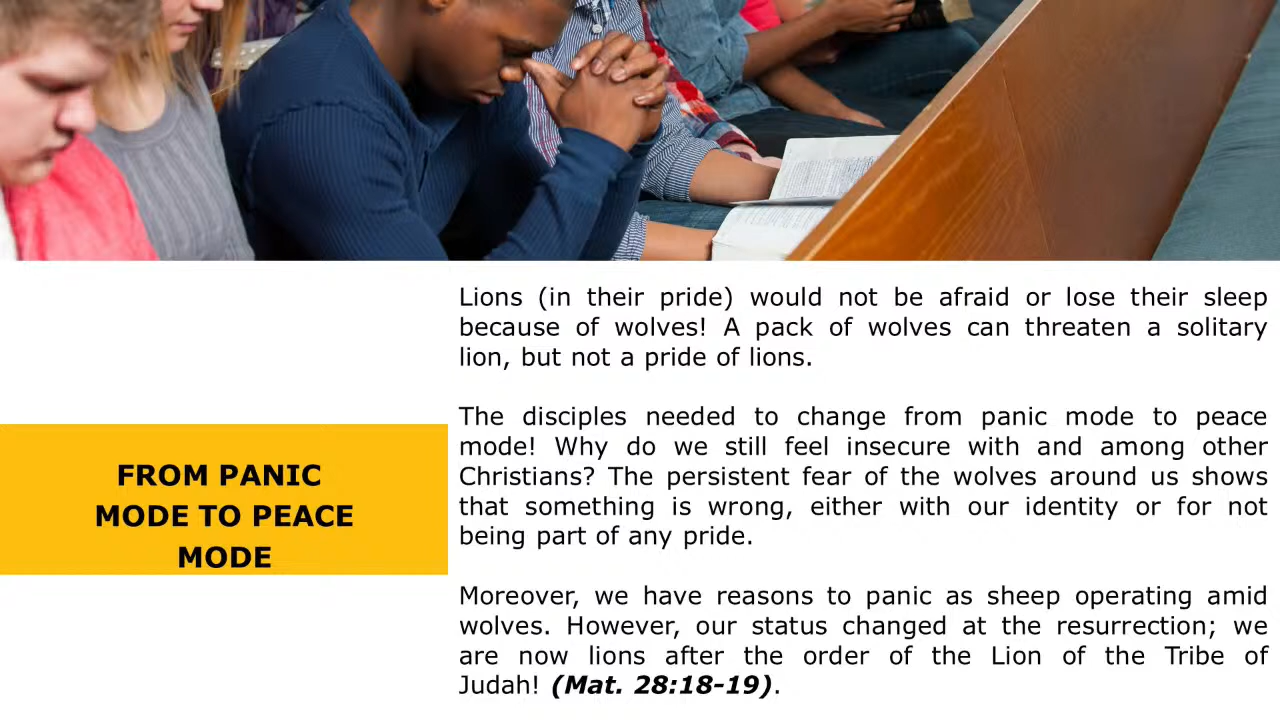 FROM PANIC
MODE TO PEACE
MODE
Lions (in their pride) would not be afraid or lose their sleep
because of wolves! A pack of wolves can threaten a solitary
lion, but not a pride of lions.
The disciples needed to change from panic mode to peace
mode! Why do we still feel insecure with and among other
Christians? The persistent fear of the wolves around us shows
that something is wrong, either with our identity or for not
being part of any pride.
Moreover, we have reasons to panic as sheep operating amid
wolves. However, our status changed at the resurrection; we
are now lions after the order of the Lion of the Tribe of
Judah! (Mat. 28:18-19).